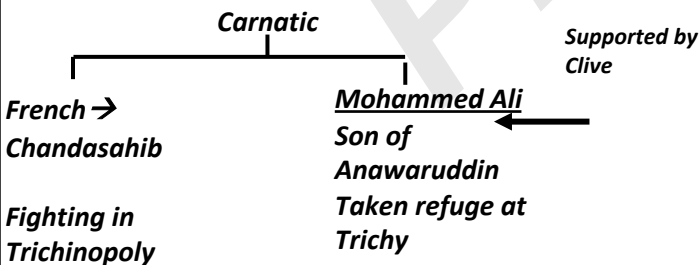 Carnatic
Supported by
Clive
French →
Chandasahib
Fighting in
Trichinopoly
Mohammed Ali
Son of
Anawaruddin
Taken refuge at
Trichy